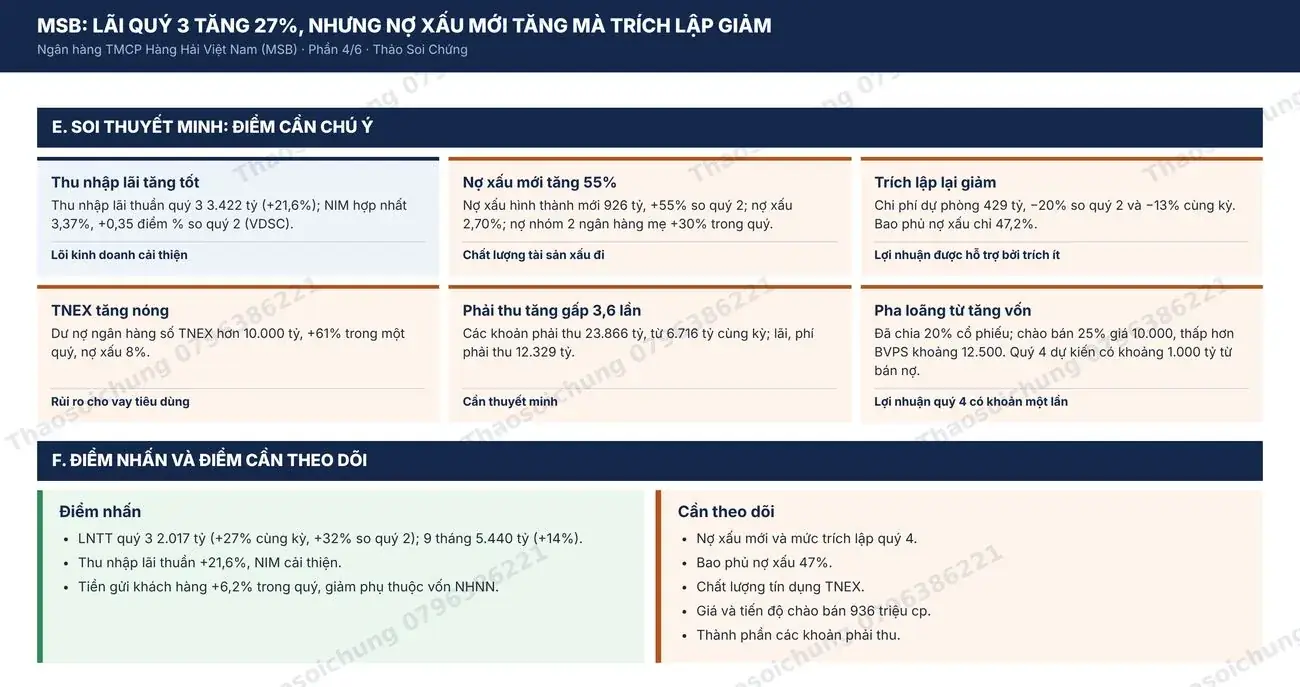 MSB: LÃI QUÝ 3 TĂNG 27%, NHƯNG NỢ XẤU MỚI TĂNG MÀ TRÍCH LẬP GIẢM
Ngân hàng TMCP Hàng Hải Việt Nam (MSB) · Phần 4/6 · Thảo Soi Chứng
E. SOI THUYẾT MINH: ĐIỂM CẦN CHÚ Ý
Thu nhập lãi tăng tốt
Thu nhập lãi thuần quý 3 3.422 tỷ (+21,6%); NIM hợp nhất
3,37%, +0,35 điểm % so quý 2 (VDSC).
Lõi kinh doanh cải thiện
Nợ xấu mới tăng 55%
Nợ xấu hình thành mới 926 tỷ, +55% so quý 2; nợ xấu
2,70%; nợ nhóm 2 ngân hàng mẹ +30% trong quý.
Chất lượng tài sản xấu đi
Trích lập lại giảm
Chi phí dự phòng 429 tỷ, −20% so quý 2 và −13% cùng kỳ.
Bao phủ nợ xấu chỉ 47,2%.
Lợi nhuận được hỗ trợ bởi trích ít
TNEX tăng nóng
Dư nợ ngân hàng số TNEX hơn 10.000 tỷ, +61% trong một
quý, nợ xấu 8%.
Rủi ro cho vay tiêu dùng
Phải thu tăng gấp 3,6 lần
Các khoản phải thu 23.866 tỷ, từ 6.716 tỷ cùng kỳ; lãi, phí
phải thu 12.329 tỷ.
Cần thuyết minh
Pha loãng từ tăng vốn
Đã chia 20% cổ phiếu; chào bán 25% giá 10.000, thấp hơn
BVPS khoảng 12.500. Quý 4 dự kiến có khoảng 1.000 tỷ từ
bán nợ.
Lợi nhuận quý 4 có khoản một lần
F. ĐIỂM NHẤN VÀ ĐIỂM CẦN THEO DÕI
Điểm nhấn
• LNTT quý 3 2.017 tỷ (+27% cùng kỳ, +32% so quý 2); 9 tháng 5.440 tỷ (+14%).
• Thu nhập lãi thuần +21,6%, NIM cải thiện.
• Tiền gửi khách hàng +6,2% trong quý, giảm phụ thuộc vốn NHNN.
Cần theo dõi
• Nợ xấu mới và mức trích lập quý 4.
• Bao phủ nợ xấu 47%.
• Chất lượng tín dụng TNEX.
• Giá và tiến độ chào bán 936 triệu cp.
• Thành phần các khoản phải thu.
Thaosoichung 0796386221